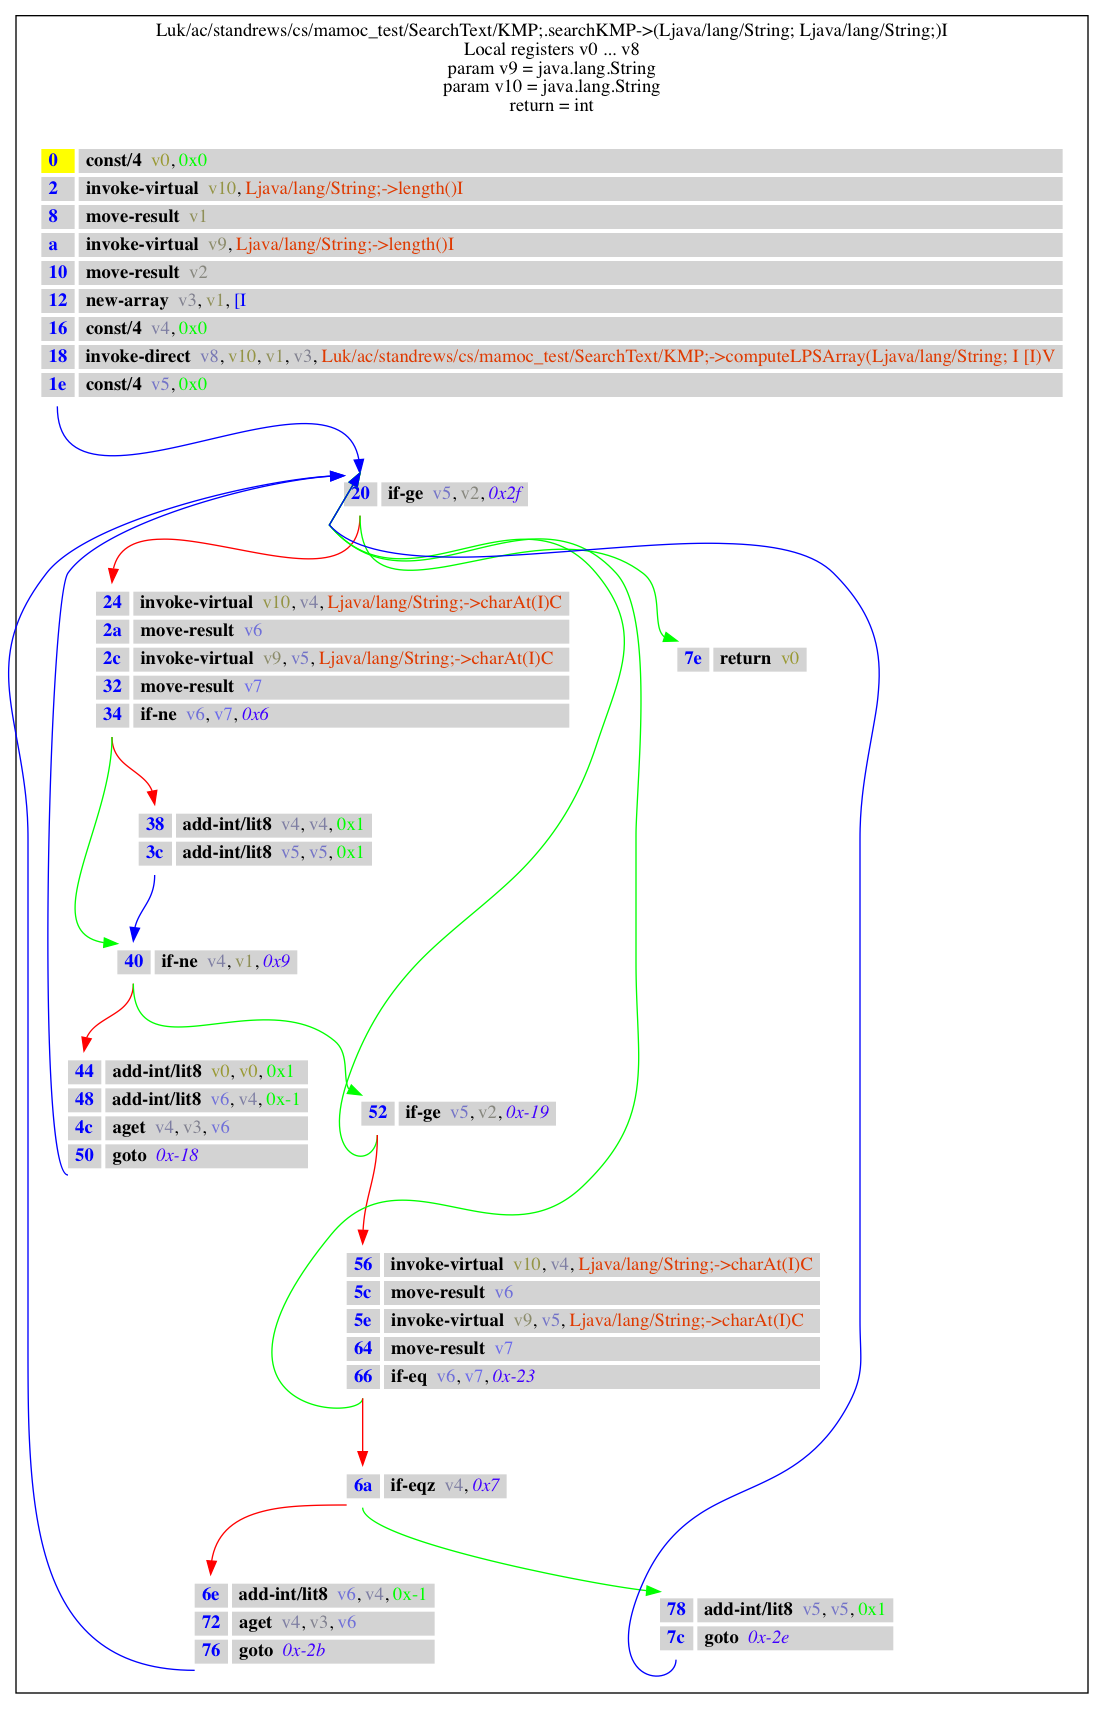 Luk/ac/standrews/cs/mamoc_test/SearchText/KMP;.searchKMP->(Ljava/lang/String; Ljava/lang/String;)I
Local registers v0 ... v8
param v9 = java.lang.String
param v10 = java.lang.String
return = int
0 const/4 v0, 0x0
2 invoke-virtual v10, Ljava/lang/String;->length()I
8 move-result v1
a invoke-virtual v9, Ljava/lang/String;->length()I
10 move-result v2
12 new-array v3, v1, [I
16 const/4 v4, 0x0
18 invoke-direct v8, v10, v1, v3, Luk/ac/standrews/cs/mamoc_test/SearchText/KMP;->computeLPSArray(Ljava/lang/String; I [I)V
1e const/4 v5, 0x0
20 if-ge v5, v2, 0x2f
24 invoke-virtual v10, v4, Ljava/lang/String;->charAt(I)C
2a move-result v6
2c invoke-virtual v9, v5, Ljava/lang/String;->charAt(I)C
32 move-result v7
34 if-ne v6, v7, 0x6
7e return v0
38 add-int/lit8 v4, v4, 0x1
3c add-int/lit8 v5, v5, 0x1
40 if-ne v4, v1, 0x9
44 add-int/lit8 v0, v0, 0x1
48 add-int/lit8 v6, v4, 0x-1
4c aget v4, v3, v6
50 goto 0x-18
52 if-ge v5, v2, 0x-19
56 invoke-virtual v10, v4, Ljava/lang/String;->charAt(I)C
5c move-result v6
5e invoke-virtual v9, v5, Ljava/lang/String;->charAt(I)C
64 move-result v7
66 if-eq v6, v7, 0x-23
6a if-eqz v4, 0x7
6e add-int/lit8 v6, v4, 0x-1
72 aget v4, v3, v6
76 goto 0x-2b
78 add-int/lit8 v5, v5, 0x1
7c goto 0x-2e